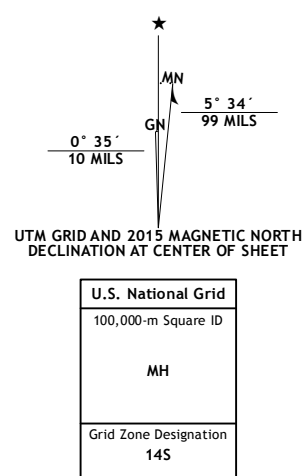 MN
5° 34´
99 MILS
GN
0° 35´
10 MILS
UTM GRID AND 2015 MAGNETIC NORTH
DECLINATION AT CENTER OF SHEET
U.S. National Grid
100,000-m Square ID
MH
Grid Zone Designation
14S